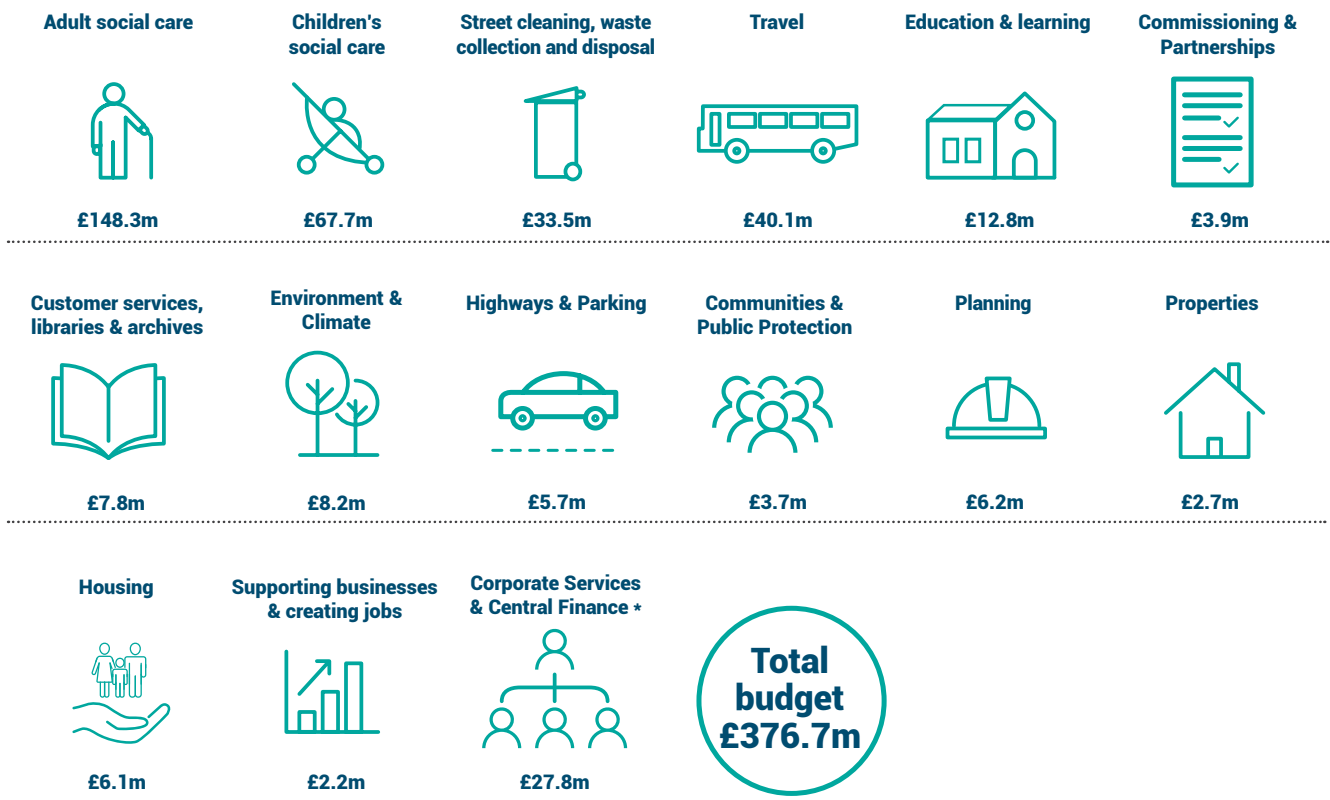 Adult social care
Children's
social care
Street cleaning, waste
collection and disposal
Travel
Education & learning
Commissioning &
Partnerships
£148.3m
£67.7m
£33.5m
£40.1m
£12.8m
£3.9m
Customer services,
libraries & archives
Environment &
Climate
Highways & Parking
Communities &
Public Protection
Planning
Properties
£7.8m
£8.2m
£5.7m
£3.7m
£6.2m
£2.7m
Housing
Supporting businesses
& creating jobs
Corporate Services
& Central Finance *
Total
budget
£376.7m
£6.1m
£2.2m
£27.8m